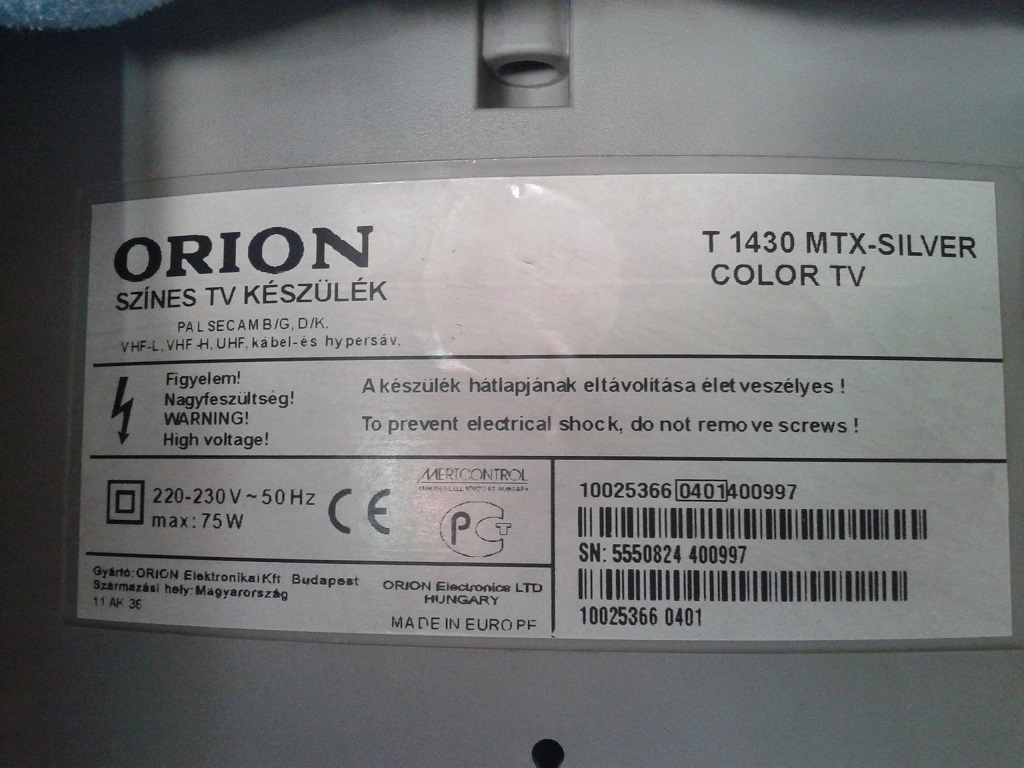 ORION
SZÍNES TV KÉSZÜLÉK
PAL SECAM B/G, D/K.
VHF-L, VHF-H, UHF, kábel-és hypersáv.
T 1430 MTX-SILVER
COLOR TV
Figyelem!
Nagyfeszültség!
WARNING!
High voltage!
A készülék hátlapjának eltávolítása életveszélyes !
To prevent electrical shock, do not remove screws !
220-230 V ~ 50 Hz
max: 75 W
CE
MERTCONTROL
PCT
Gyártó: ORION Elektronikai Kft. Budapest
Származási hely: Magyarország
11 AK 36
ORION Electronics LTD
HUNGARY
MADE IN EUROPE
10025366 0401 400997
SN: 5550824 400997
10025366 0401